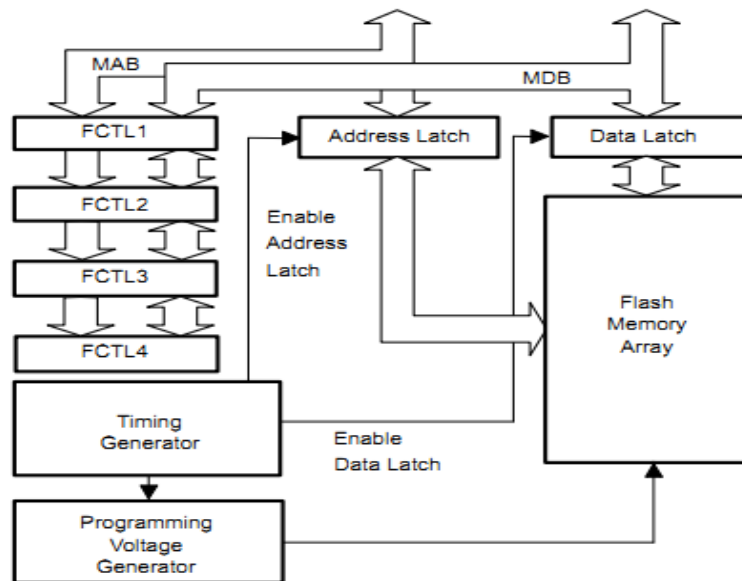 MAB
MDB
FCTL1
Address Latch
Data Latch
FCTL2
Enable
Address
Latch
FCTL3
Flash
Memory
Array
FCTL4
Timing
Generator
Enable
Data Latch
Programming
Voltage
Generator